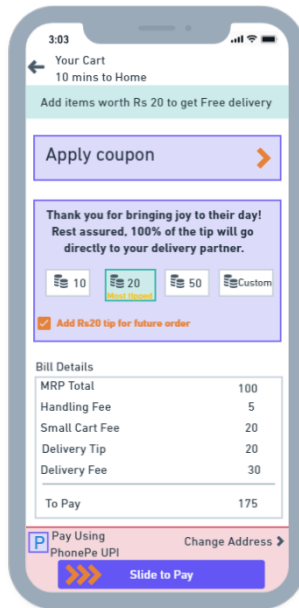 3:03
Your Cart
10 mins to Home
Add items worth Rs 20 to get Free delivery
Apply coupon
Thank you for bringing joy to their day!
Rest assured, 100% of the tip will go
directly to your delivery partner.
10 20 50 Custom
Most tipped
Add Rs20 tip for future order
Bill Details
MRP Total 100
Handling Fee 5
Small Cart Fee 20
Delivery Tip 20
Delivery Fee 30
To Pay 175
P Pay Using Change Address
PhonePe UPI
Slide to Pay